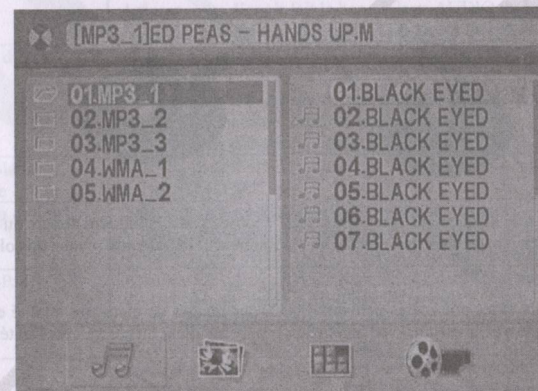 [MP3_1]ED PEAS - HANDS UP.M
01.MP3_1
02.MP3_2
03.MP3_3
04.WMA_1
05.WMA_2
01.BLACK EYED
02.BLACK EYED
03.BLACK EYED
04.BLACK EYED
05.BLACK EYED
06.BLACK EYED
07.BLACK EYED